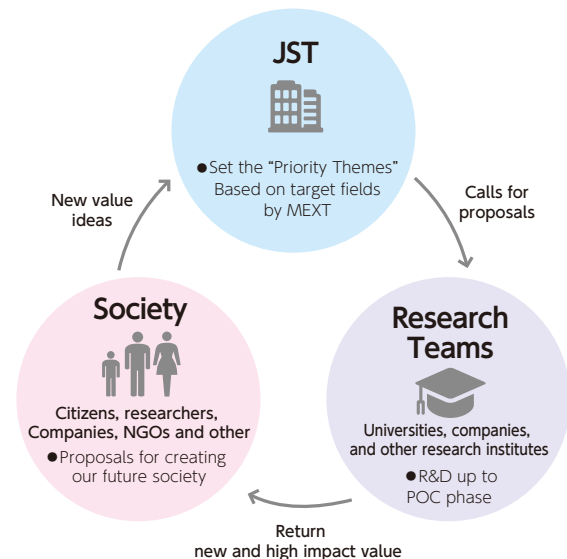 JST
●Set the “Priority Themes”
Based on target fields
by MEXT
New value
ideas
Calls for
proposals
Society
Citizens, researchers,
Companies, NGOs and other
●Proposals for creating
our future society
Research
Teams
Universities, companies,
and other research institutes
●R&D up to
POC phase
Return
new and high impact value